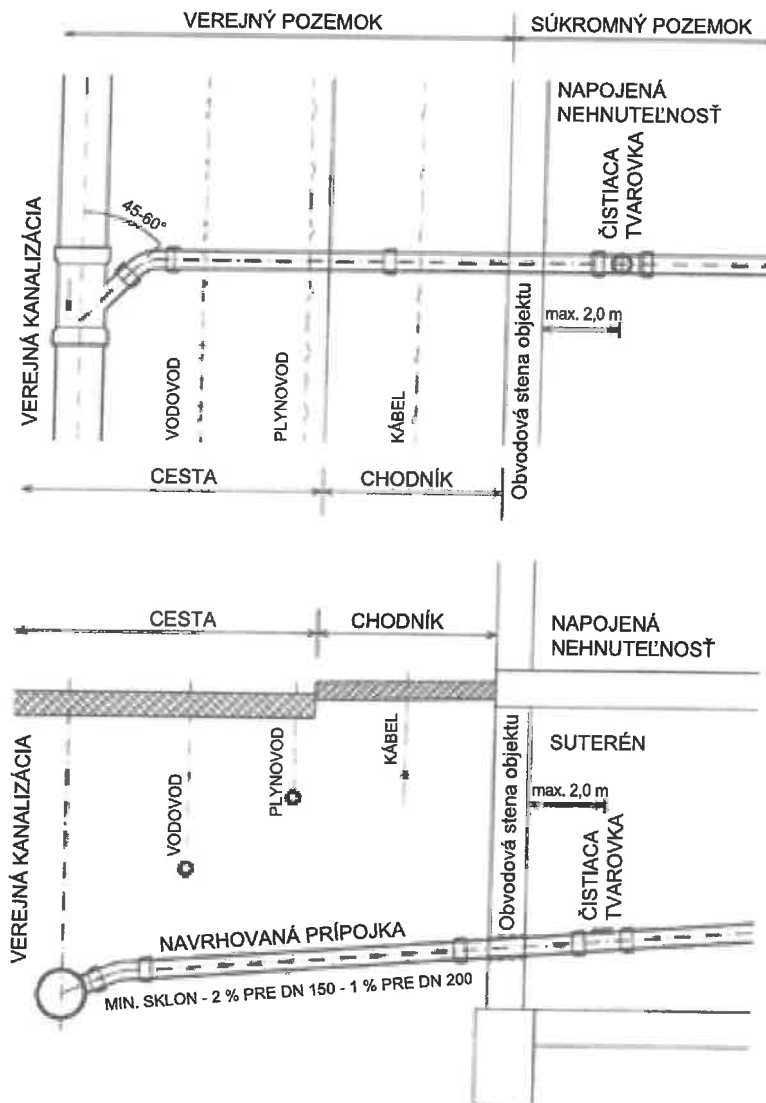 VEREJNÝ POZEMOK
SÚKROMNÝ POZEMOK
NAPOJENÁ
NEHNUTEĽNOSŤ
ČISTIACA
TVAROVKA
45-60°
VEREJNÁ KANALIZÁCIA
max. 2,0 m
VODOVOD
PLYNOVOD
KÁBEL
Obvodová stena objektu
CESTA
CHODNÍK
CESTA
CHODNÍK
NAPOJENÁ
NEHNUTEĽNOSŤ
VEREJNÁ KANALIZÁCIA
VODOVOD
PLYNOVOD
KÁBEL
Obvodová stena objektu
SUTERÉN
max. 2,0 m
ČISTIACA
TVAROVKA
NAVRHOVANÁ PRÍPOJKA
MIN. SKLON - 2 % PRE DN 150 - 1 % PRE DN 200